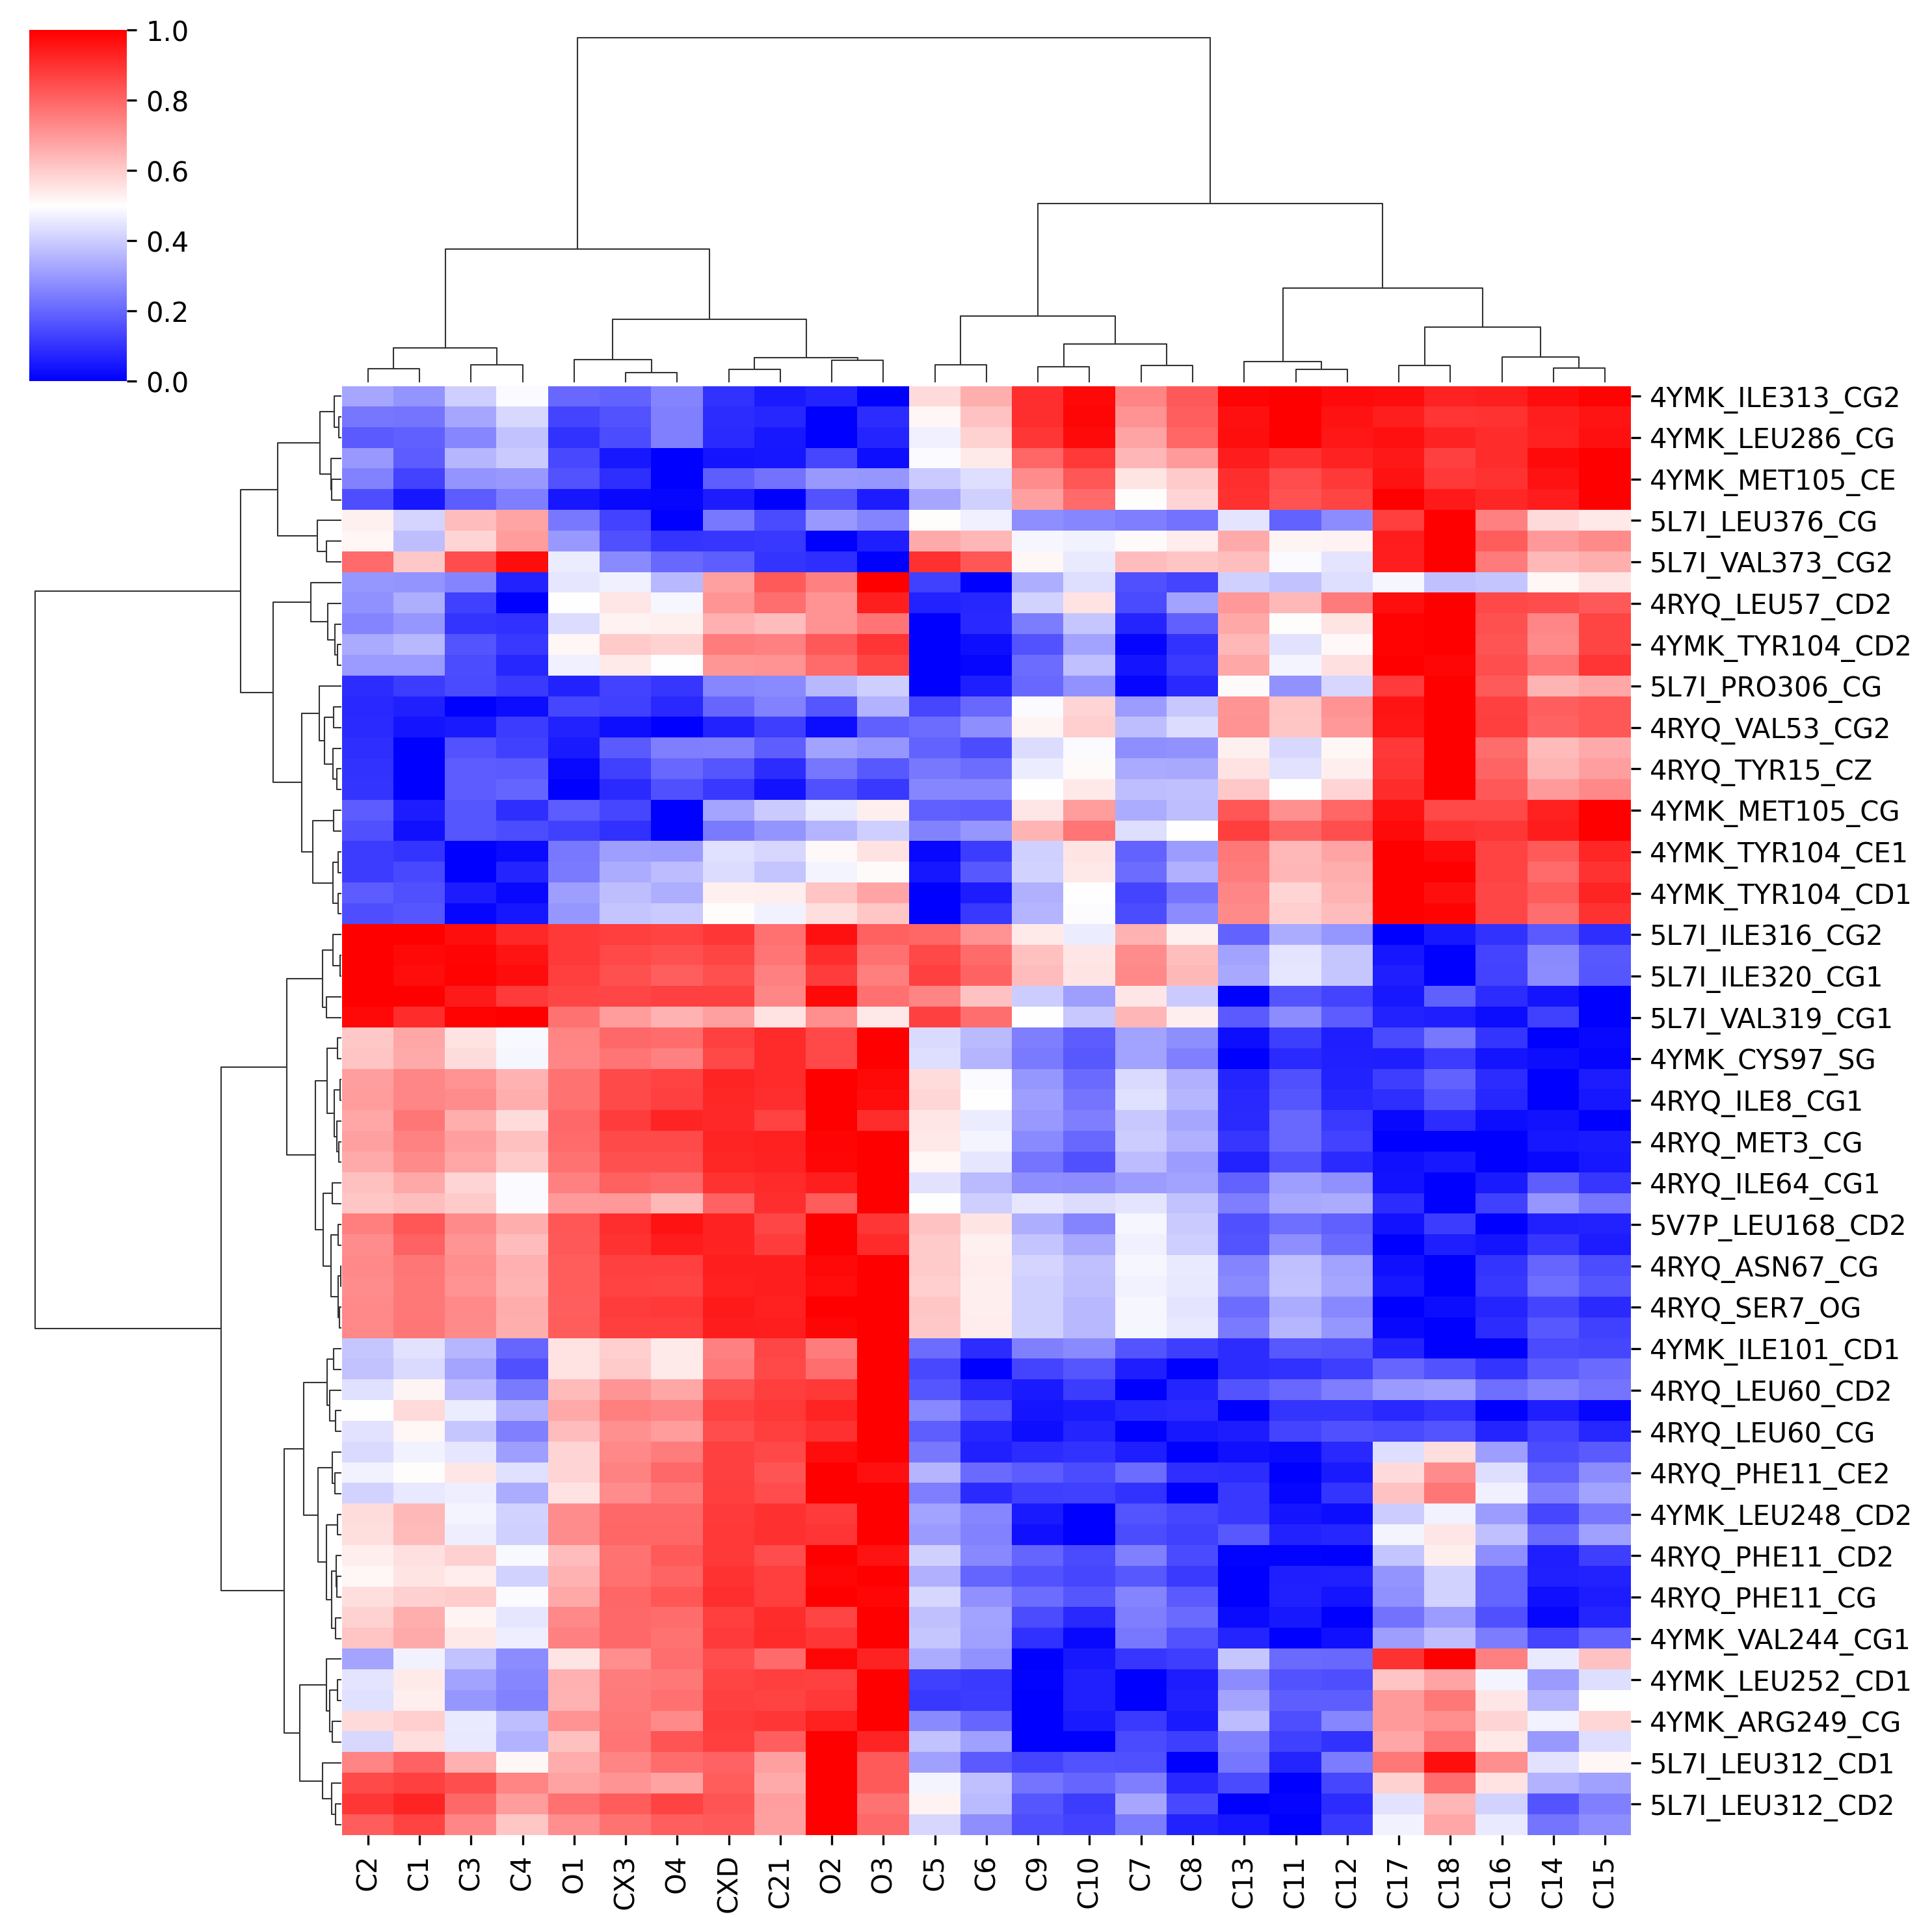 1.0
0.8
0.6
0.4
0.2
0.0
4YMK_ILE313_CG2
4YMK_LEU286_CG
4YMK_MET105_CE
5L7I_LEU376_CG
5L7I_VAL373_CG2
4RYQ_LEU57_CD2
4YMK_TYR104_CD2
5L7I_PRO306_CG
4RYQ_VAL53_CG2
4RYQ_TYR15_CZ
4YMK_MET105_CG
4YMK_TYR104_CE1
4YMK_TYR104_CD1
5L7I_ILE316_CG2
5L7I_ILE320_CG1
5L7I_VAL319_CG1
4YMK_CYS97_SG
4RYQ_ILE8_CG1
4RYQ_MET3_CG
4RYQ_ILE64_CG1
5V7P_LEU168_CD2
4RYQ_ASN67_CG
4RYQ_SER7_OG
4YMK_ILE101_CD1
4RYQ_LEU60_CD2
4RYQ_LEU60_CG
4RYQ_PHE11_CE2
4YMK_LEU248_CD2
4RYQ_PHE11_CD2
4RYQ_PHE11_CG
4YMK_VAL244_CG1
4YMK_LEU252_CD1
4YMK_ARG249_CG
5L7I_LEU312_CD1
5L7I_LEU312_CD2
C2
C1
C3
C4
O1
CX3
O4
CXD
C21
O2
O3
C5
C6
C9
C10
C7
C8
C13
C11
C12
C17
C18
C16
C14
C15